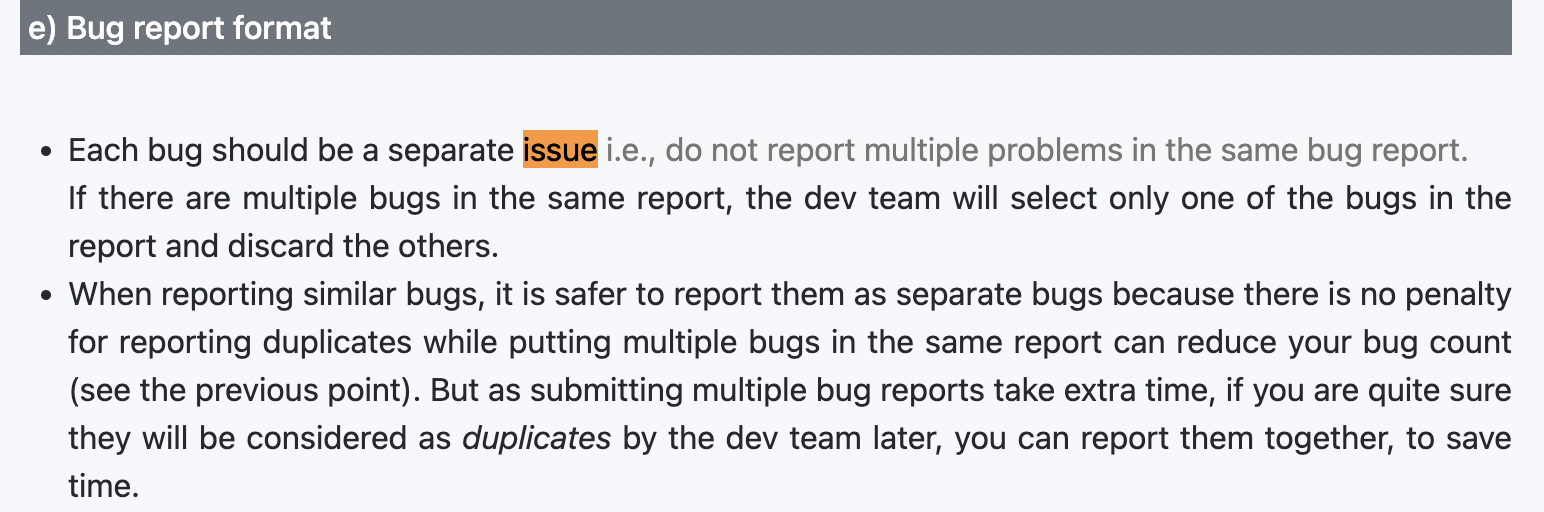 e) Bug report format
• Each bug should be a separate issue i.e., do not report multiple problems in the same bug report.
If there are multiple bugs in the same report, the dev team will select only one of the bugs in the
report and discard the others.
• When reporting similar bugs, it is safer to report them as separate bugs because there is no penalty
for reporting duplicates while putting multiple bugs in the same report can reduce your bug count
(see the previous point). But as submitting multiple bug reports take extra time, if you are quite sure
they will be considered as duplicates by the dev team later, you can report them together, to save
time.